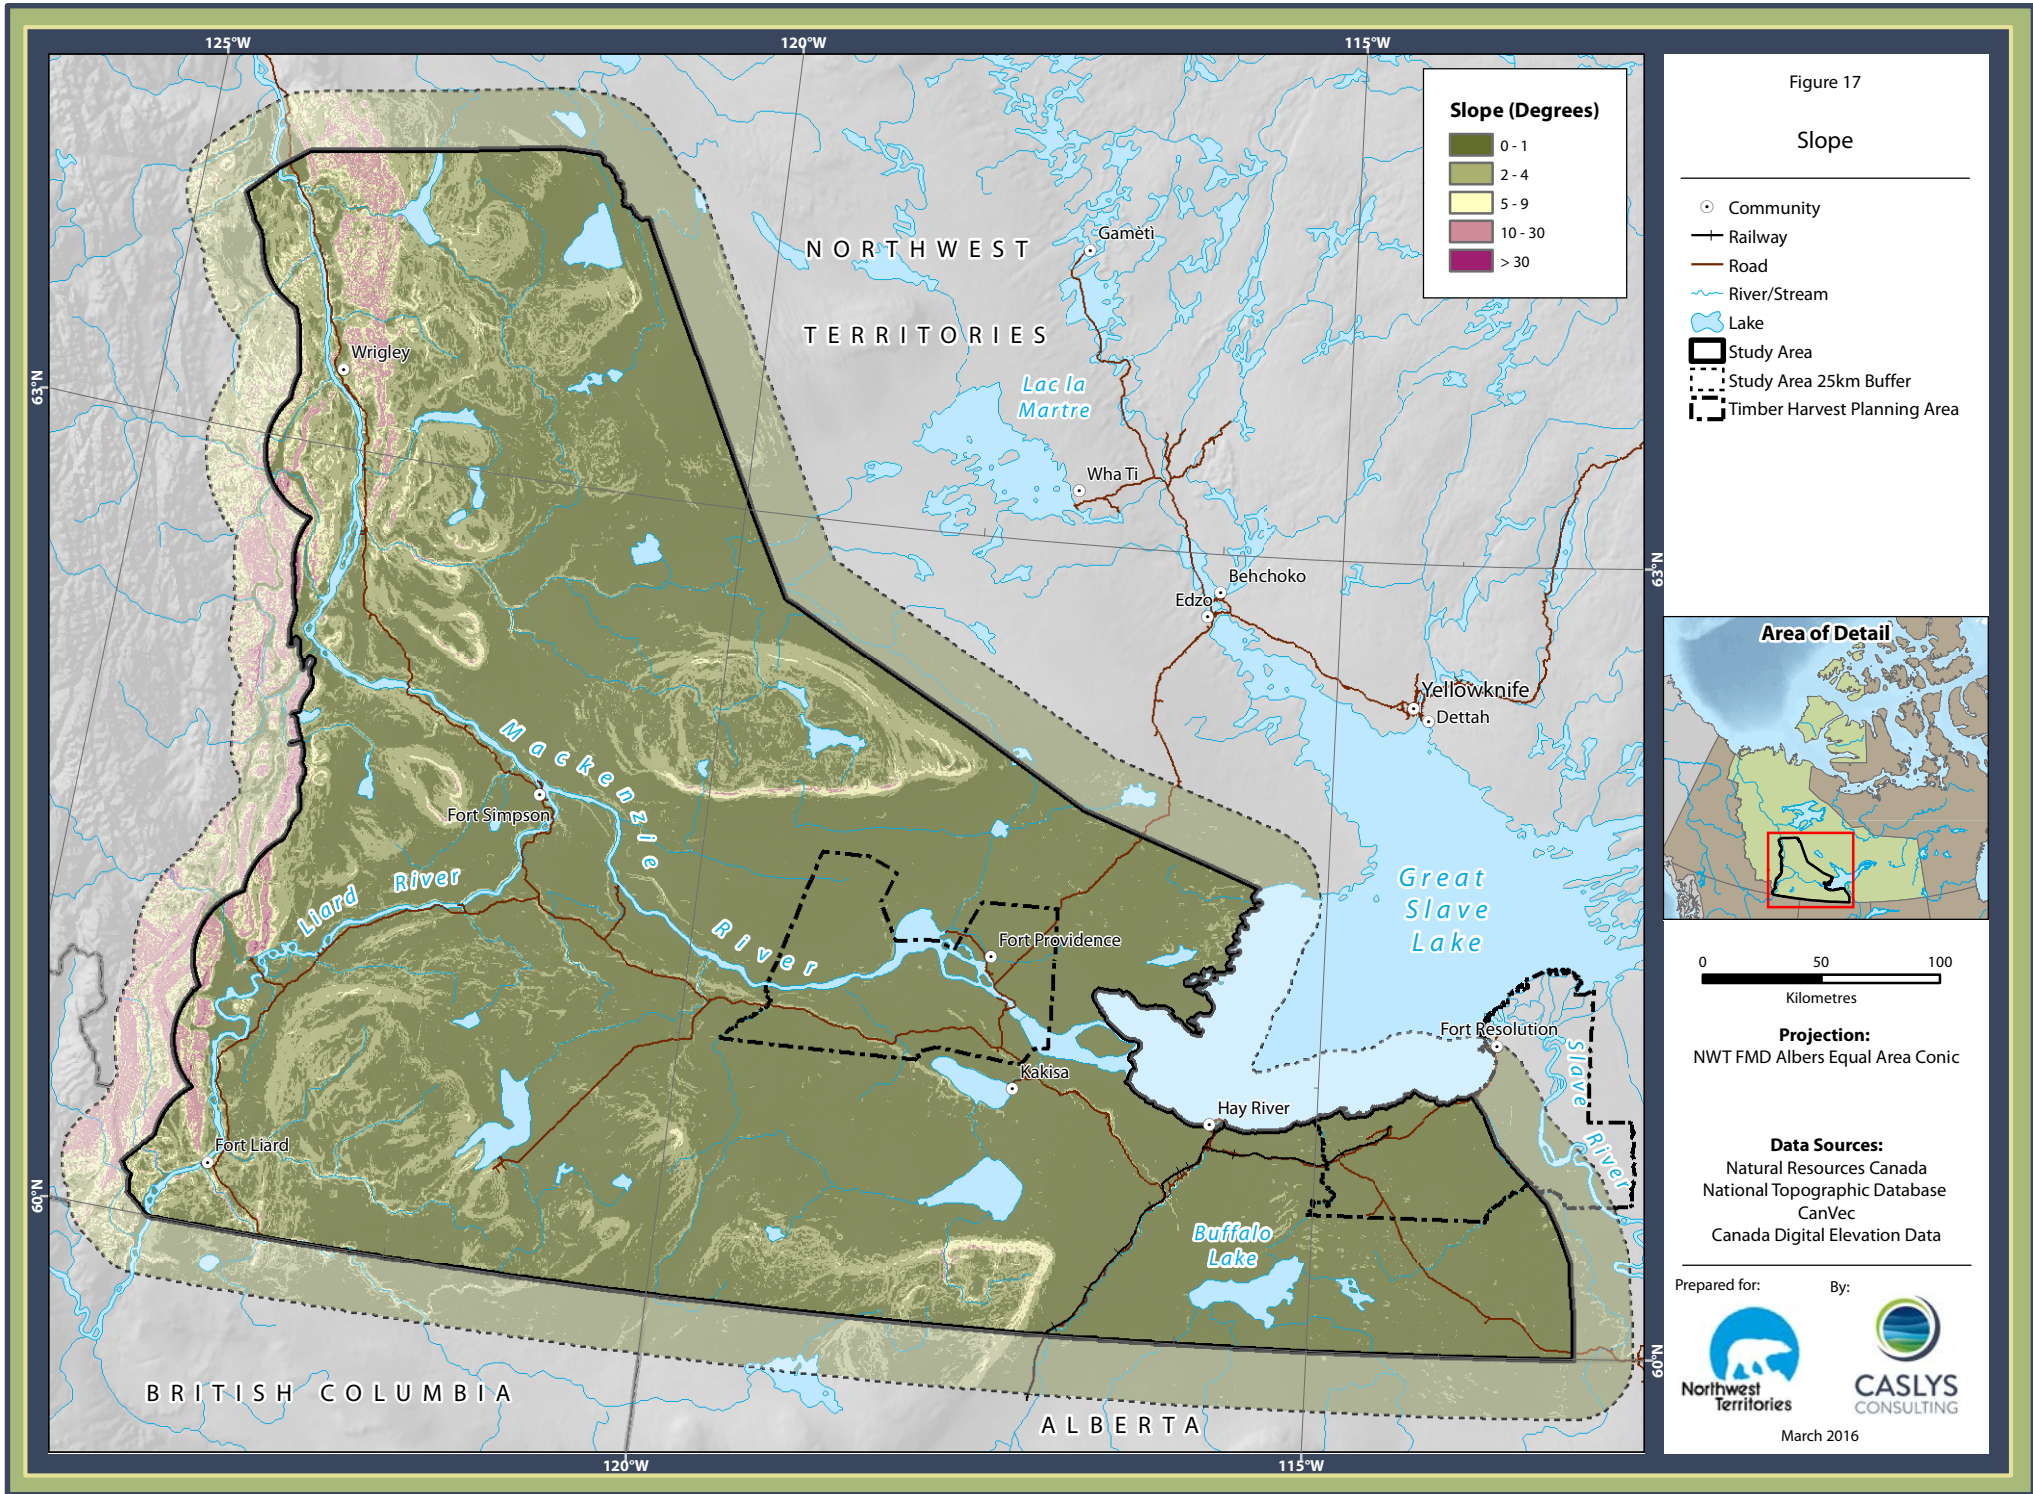 125°W
120°W
115°W
63°N
60°N
63°N
60°N
120°W
115°W
NORTHWEST
TERRITORIES
Gamètì
Lac la
Martre
Wha Ti
Behchoko
Edzo
Yellowknife
Dettah
Wrigley
Mackenzie
River
Fort Simpson
Liard River
Fort Providence
Great
Slave
Lake
Fort Resolution
Slave
River
Kakisa
Hay River
Fort Liard
Buffalo
Lake
BRITISH COLUMBIA
ALBERTA
Slope (Degrees)
0 - 1
2 - 4
5 - 9
10 - 30
> 30
Figure 17
Slope
Community
Railway
Road
River/Stream
Lake
Study Area
Study Area 25km Buffer
Timber Harvest Planning Area
Area of Detail
0 50 100
Kilometres
Projection:
NWT FMD Albers Equal Area Conic
Data Sources:
Natural Resources Canada
National Topographic Database
CanVec
Canada Digital Elevation Data
Prepared for: By:
Northwest
Territories
CASLYS
CONSULTING
March 2016